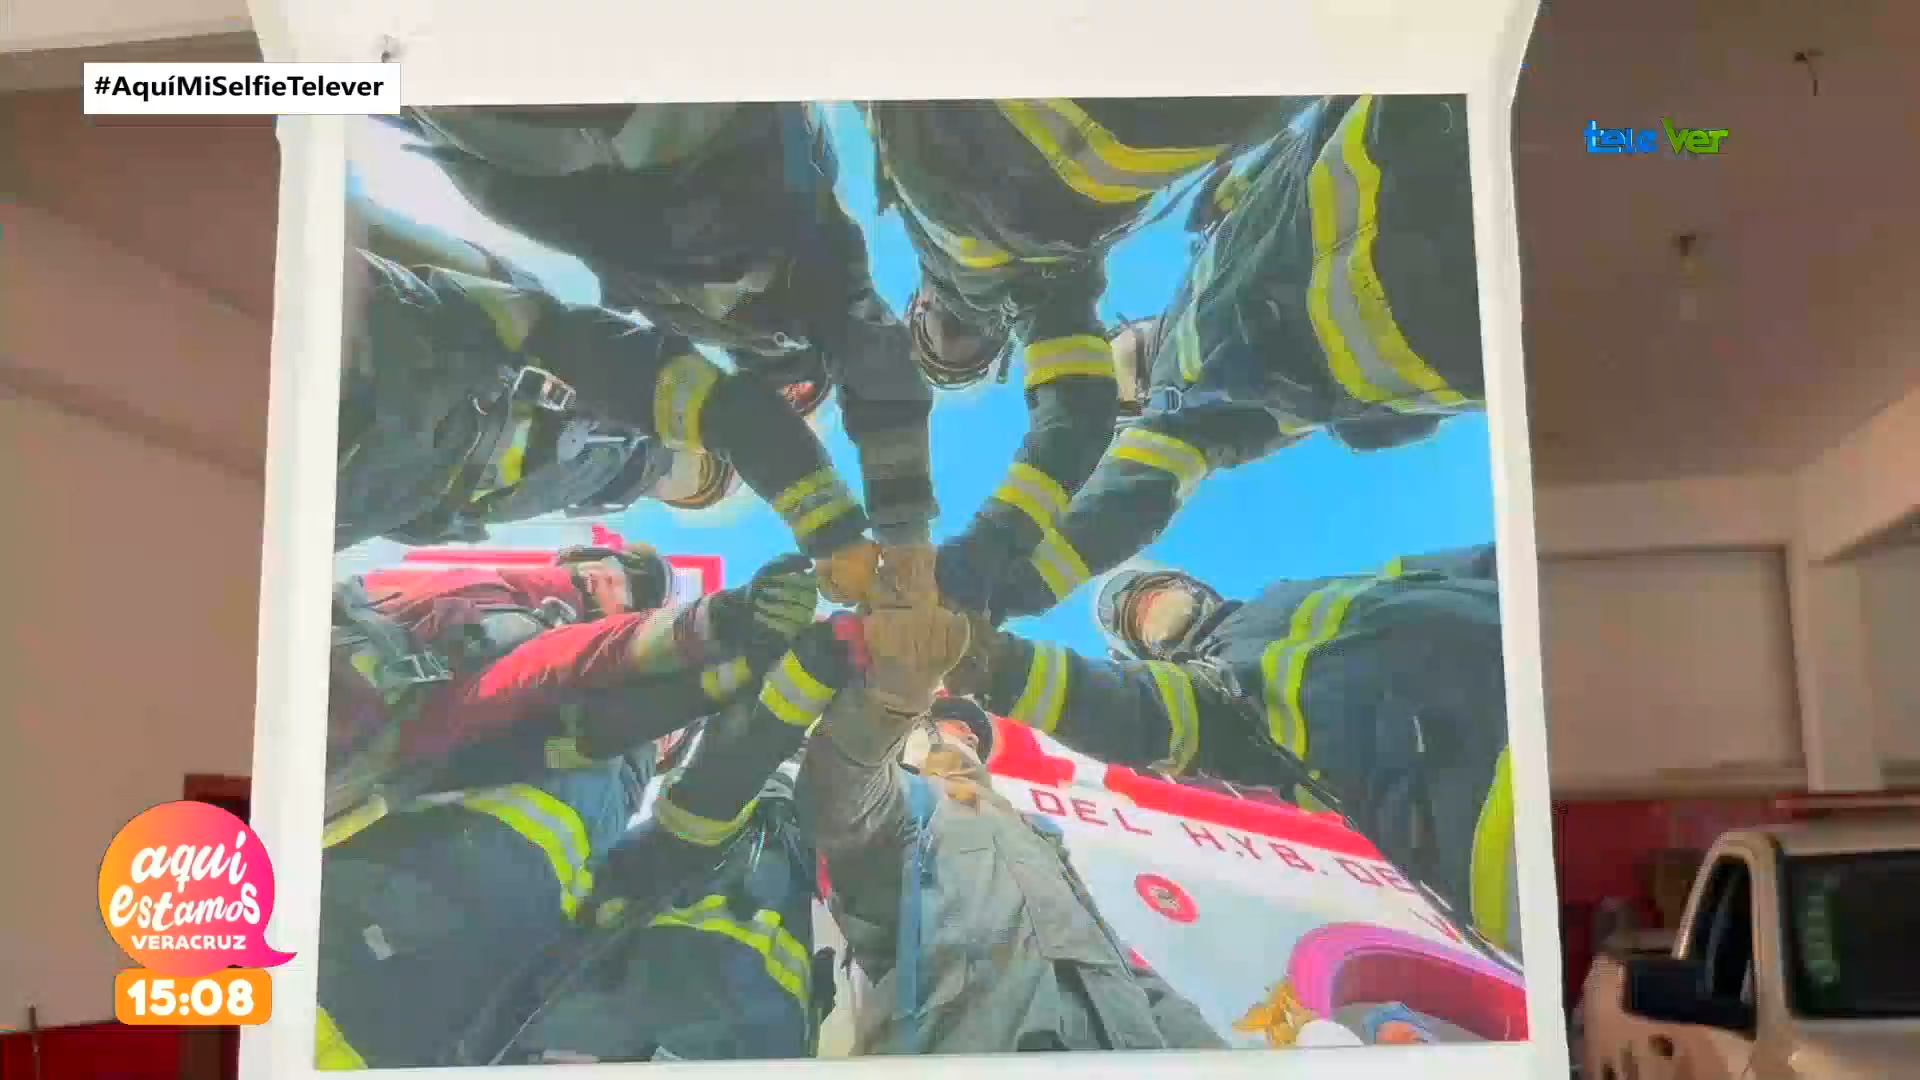 #AquíMiSelfieTelever
tele Ver
DEL H.Y B. DE
V
aquí
estamos
VERACRUZ
15:08